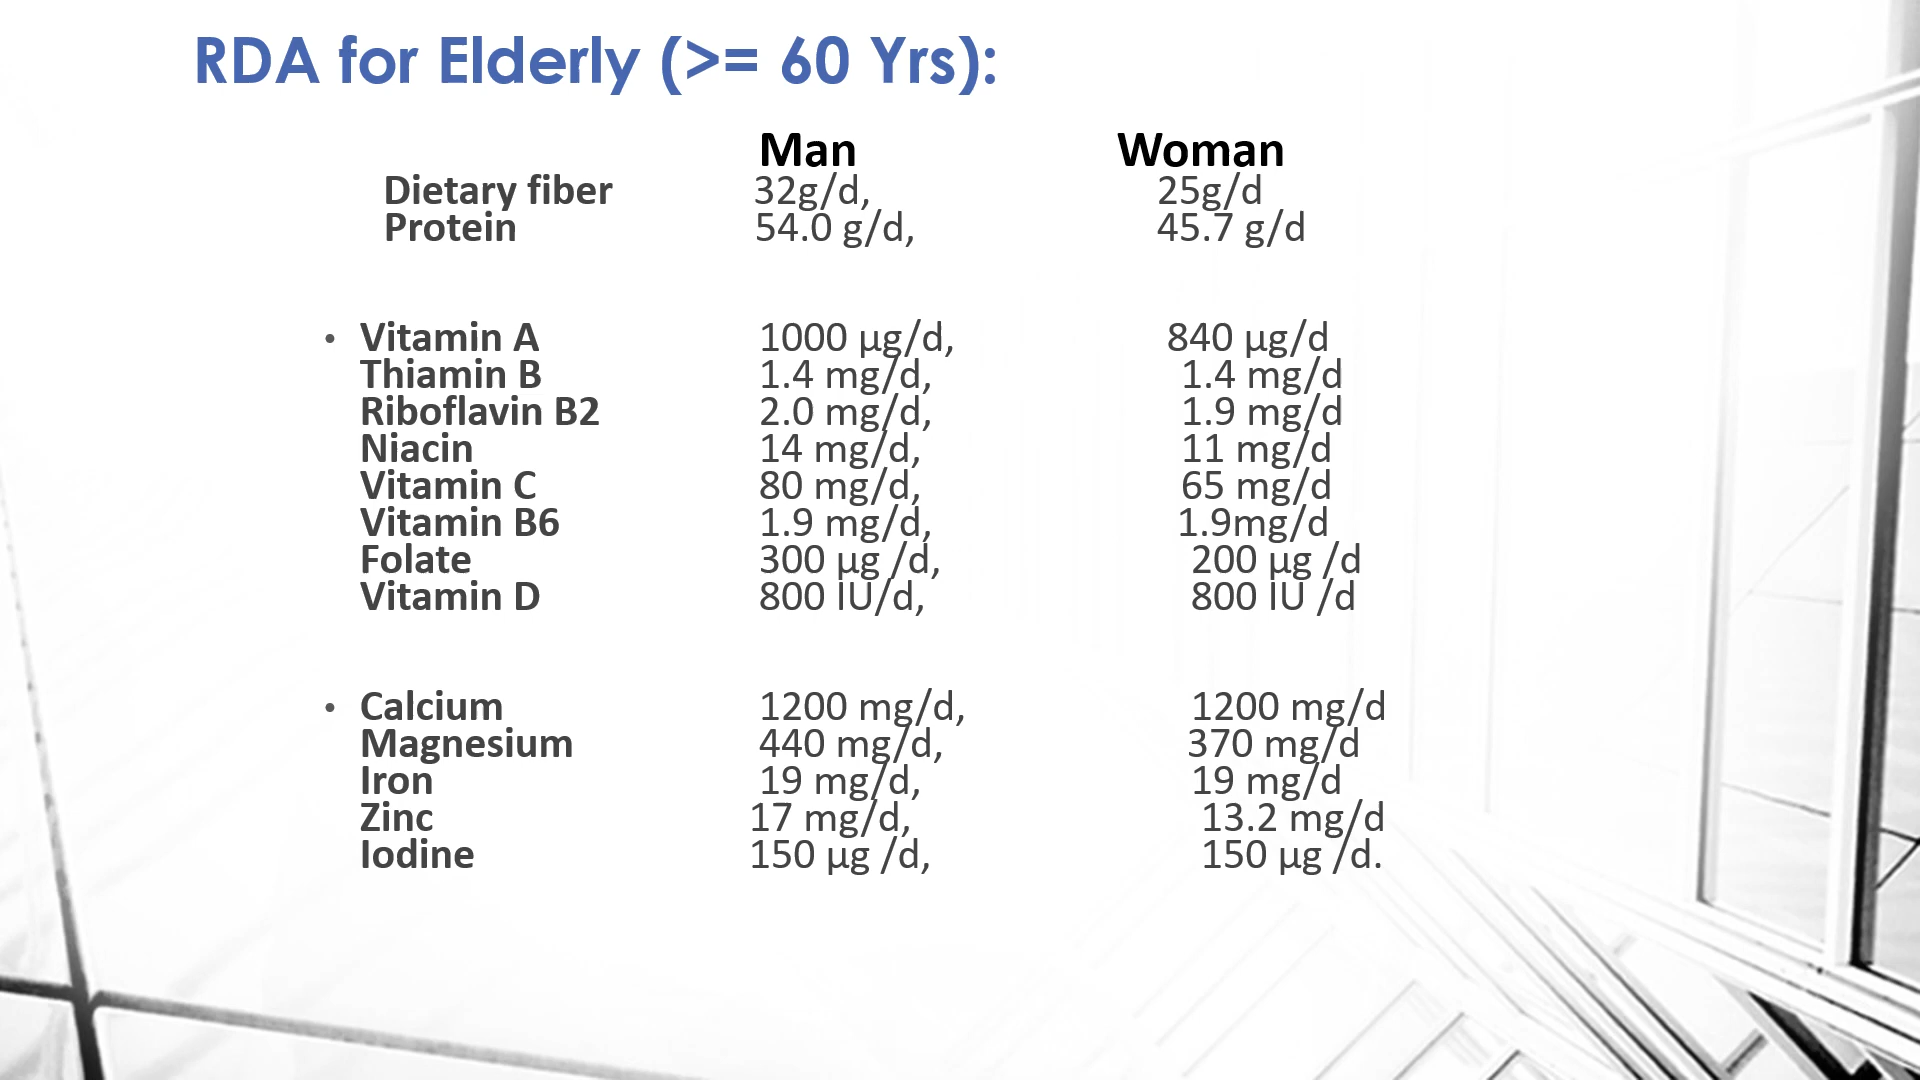 RDA for Elderly (>= 60 Yrs):
Man Woman
Dietary fiber 32g/d, 25g/d
Protein 54.0 g/d, 45.7 g/d
• Vitamin A 1000 µg/d, 840 µg/d
Thiamin B 1.4 mg/d, 1.4 mg/d
Riboflavin B2 2.0 mg/d, 1.9 mg/d
Niacin 14 mg/d, 11 mg/d
Vitamin C 80 mg/d, 65 mg/d
Vitamin B6 1.9 mg/d, 1.9mg/d
Folate 300 µg /d, 200 µg /d
Vitamin D 800 IU/d, 800 IU /d
• Calcium 1200 mg/d, 1200 mg/d
Magnesium 440 mg/d, 370 mg/d
Iron 19 mg/d, 19 mg/d
Zinc 17 mg/d, 13.2 mg/d
Iodine 150 µg /d, 150 µg /d.